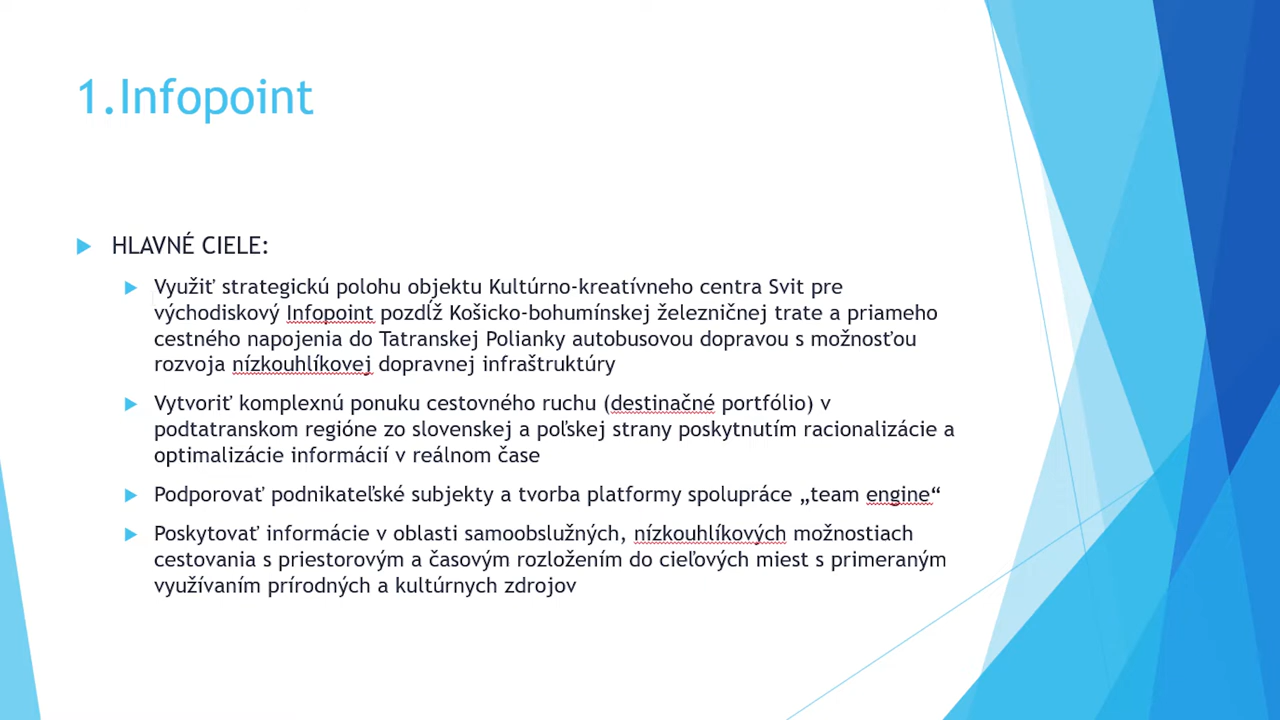 1.Infopoint
HLAVNÉ CIELE:
Využiť strategickú polohu objektu Kultúrno-kreatívneho centra Svit pre
východiskový Infopoint pozdĺž Košicko-bohumínskej železničnej trate a priameho
cestného napojenia do Tatranskej Polianky autobusovou dopravou s možnosťou
rozvoja nízkouhlíkovej dopravnej infraštruktúry
Vytvoriť komplexnú ponuku cestovného ruchu (destinačné portfólio) v
podtatranskom regióne zo slovenskej a poľskej strany poskytnutím racionalizácie a
optimalizácie informácií v reálnom čase
Podporovať podnikateľské subjekty a tvorba platformy spolupráce „team engine“
Poskytovať informácie v oblasti samoobslužných, nízkouhlíkových možnostiach
cestovania s priestorovým a časovým rozložením do cieľových miest s primeraným
využívaním prírodných a kultúrnych zdrojov